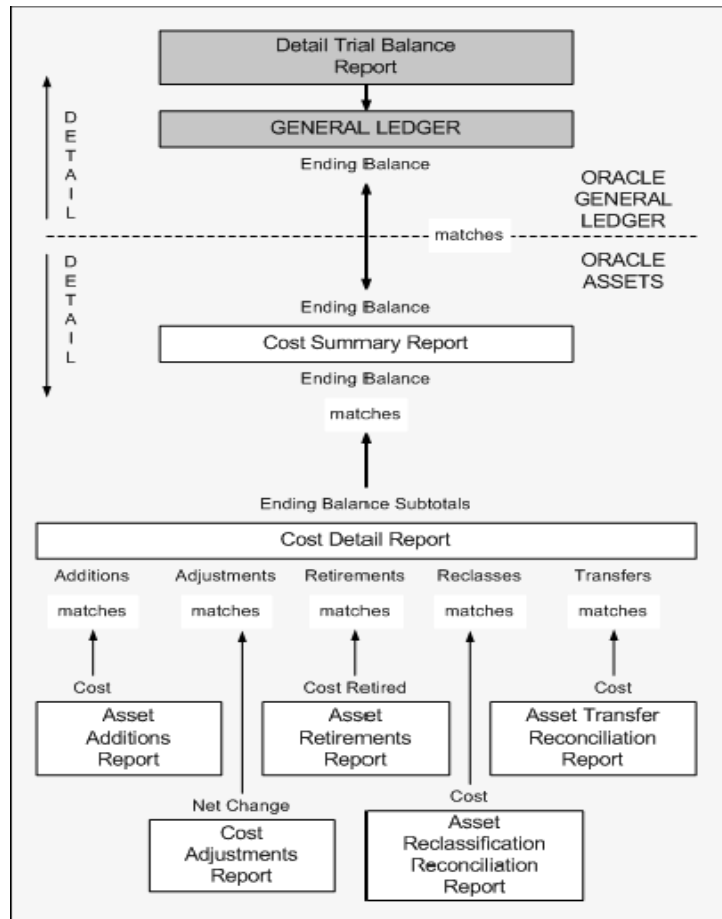 Detail Trial Balance
Report
GENERAL LEDGER
Ending Balance
DETAIL
ORACLE
GENERAL
LEDGER
matches
DETAIL
ORACLE
ASSETS
Ending Balance
Cost Summary Report
Ending Balance
matches
Ending Balance Subtotals
Cost Detail Report
Additions Adjustments Retirements Reclasses Transfers
matches matches matches matches matches
Cost Cost Retired Cost
Asset
Additions
Report
Asset
Retirements
Report
Asset Transfer
Reconciliation
Report
Net Change
Cost
Adjustments
Report
Cost
Asset
Reclassification
Reconciliation
Report